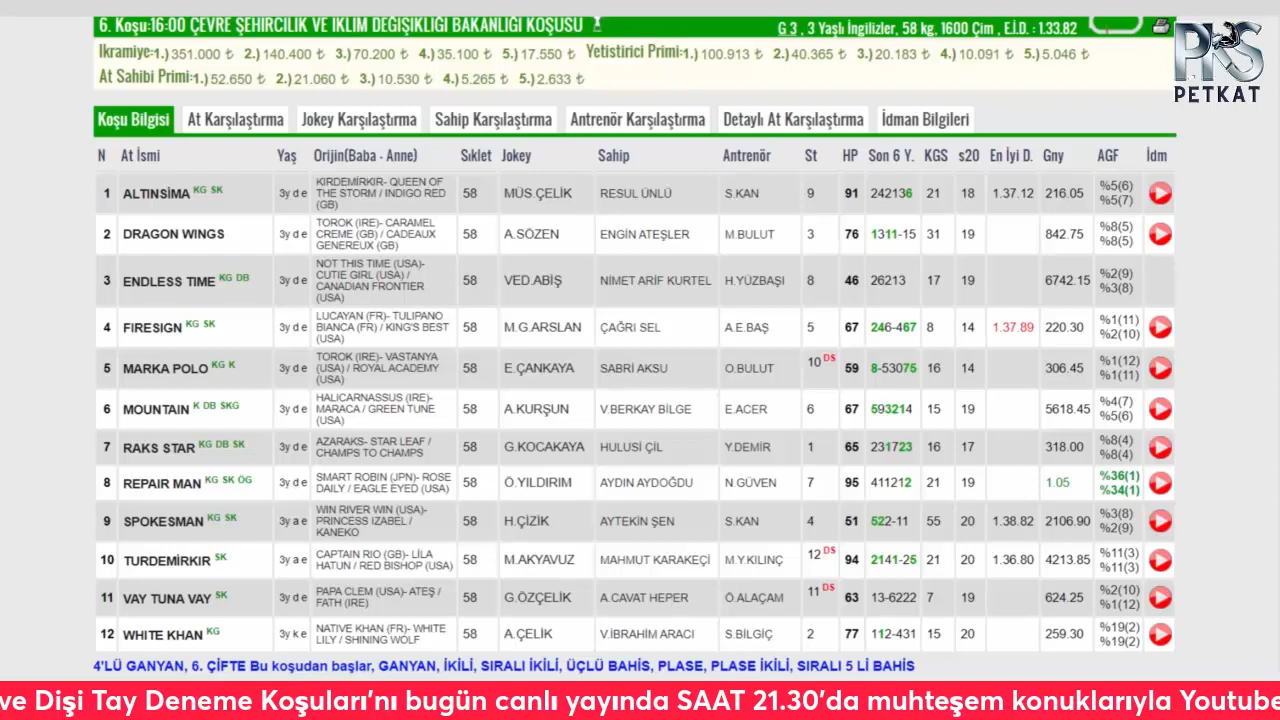 6. Koşu:16:00 ÇEVRE ŞEHİRCİLİK VE İKLİM DEĞİŞİKLİĞİ BAKANLIĞI KOŞUSU
G 3 , 3 Yaşlı İngilizler, 58 kg, 1600 Çim , E.İ.D. : 1.33.82
PETKAT
Ikramiye:1.)351.000 ₺ 2.)140.400 ₺ 3.)70.200 ₺ 4.)35.100 ₺ 5.)17.550 ₺ Yetistirici Primi:1.)100.913 ₺ 2.)40.365 ₺ 3.)20.183 ₺ 4.)10.091 ₺ 5.)5.046 ₺
At Sahibi Primi:1.)52.650 ₺ 2.)21.060 ₺ 3.)10.530 ₺ 4.)5.265 ₺ 5.)2.633 ₺
Koşu Bilgisi At Karşılaştırma Jokey Karşılaştırma Sahip Karşılaştırma Antrenör Karşılaştırma Detaylı At Karşılaştırma İdman Bilgileri
N At İsmi Yaş Orijin(Baba - Anne) Sıklet Jokey Sahip Antrenör St HP Son 6 Y. KGS s20 En İyi D. Gny AGF İdm
1 ALTINSİMA KG SK 3y d e KIRDEMİRKIR- QUEEN OF THE STORM / INDIGO RED (GB) 58 MÜS.ÇELİK RESUL ÜNLÜ S.KAN 9 91 242136 21 18 1.37.12 216.05 %5(6) %5(7)
2 DRAGON WINGS 3y d e TOROK (IRE)- CARAMEL CREME (GB) / CADEAUX GENEREUX (GB) 58 A.SÖZEN ENGİN ATEŞLER M.BULUT 3 76 1311-15 31 19 842.75 %8(5) %8(5)
3 ENDLESS TIME KG DB 3y d e NOT THIS TIME (USA)- CUTIE GIRL (USA) / CANADIAN FRONTIER (USA) 58 VED.ABİŞ NİMET ARİF KURTEL H.YÜZBAŞI 8 46 26213 17 19 6742.15 %2(9) %3(8)
4 FIRESIGN KG SK 3y d e LUCAYAN (FR)- TULIPANO BIANCA (FR) / KING'S BEST (USA) 58 M.G.ARSLAN ÇAĞRI SEL A.E.BAŞ 5 67 246-467 8 14 1.37.89 220.30 %1(11) %2(10)
5 MARKA POLO KG K 3y d e TOROK (IRE)- VASTANYA (USA) / ROYAL ACADEMY (USA) 58 E.ÇANKAYA SABRİ AKSU O.BULUT 10 DS 59 8-53075 16 14 306.45 %1(12) %1(11)
6 MOUNTAIN K DB SKG 3y d e HALICARNASSUS (IRE)- MARACA / GREEN TUNE (USA) 58 A.KURŞUN V.BERKAY BİLGE E.ACER 6 67 593214 15 19 5618.45 %4(7) %5(6)
7 RAKS STAR KG DB SK 3y d e AZARAKS- STAR LEAF / CHAMPS TO CHAMPS 58 G.KOCAKAYA HULUSİ ÇİL Y.DEMİR 1 65 231723 16 17 318.00 %8(4) %8(4)
8 REPAIR MAN KG SK ÖG 3y d e SMART ROBIN (JPN)- ROSE DAILY / EAGLE EYED (USA) 58 Ö.YILDIRIM AYDIN AYDOĞDU N.GÜVEN 7 95 411212 21 19 1.05 %36(1) %34(1)
9 SPOKESMAN KG SK 3y a e WIN RIVER WIN (USA)- PRINCESS IZABEL / KANEKO 58 H.ÇİZİK AYTEKİN ŞEN S.KAN 4 51 522-11 55 20 1.38.82 2106.90 %3(8) %2(9)
10 TURDEMİRKIR SK 3y a e CAPTAIN RIO (GB)- LİLA HATUN / RED BISHOP (USA) 58 M.AKYAVUZ MAHMUT KARAKEÇİ M.Y.KILINÇ 12 DS 94 2141-25 21 20 1.36.80 4213.85 %11(3) %11(3)
11 VAY TUNA VAY SK 3y d e PAPA CLEM (USA)- ATEŞ / FATH (IRE) 58 G.ÖZÇELİK A.CAVAT HEPER Ö.ALAÇAM 11 DS 63 13-6222 7 19 624.25 %2(10) %1(12)
12 WHITE KHAN KG 3y k e NATIVE KHAN (FR)- WHITE LILY / SHINING WOLF 58 A.ÇELİK V.İBRAHİM ARACI S.BİLGİÇ 2 77 112-431 15 20 259.30 %19(2) %19(2)
4'LÜ GANYAN, 6. ÇİFTE Bu koşudan başlar, GANYAN, İKİLİ, SIRALI İKİLİ, ÜÇLÜ BAHİS, PLASE, PLASE İKİLİ, SIRALI 5 Lİ BAHİS
ve Dişi Tay Deneme Koşuları'nı bugün canlı yayında SAAT 21.30'da muhteşem konuklarıyla Youtube